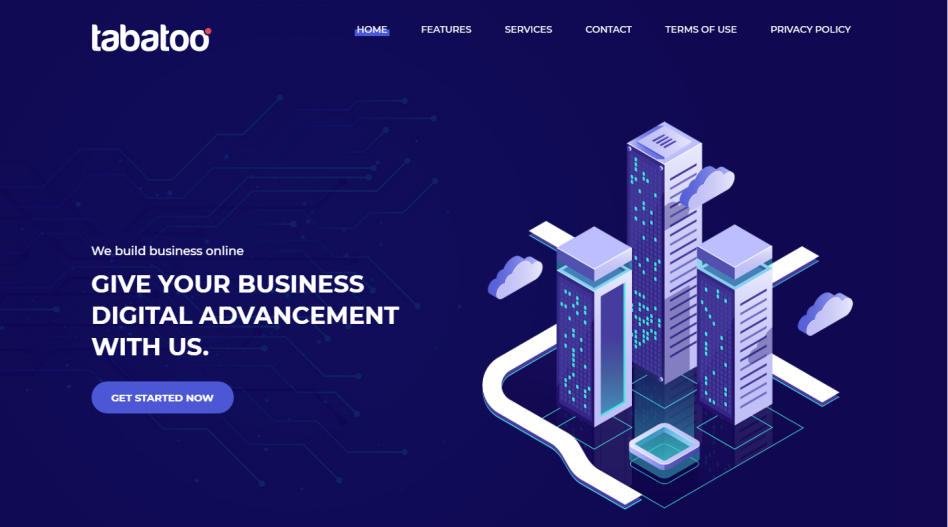 tabatoo
HOME FEATURES SERVICES CONTACT TERMS OF USE PRIVACY POLICY
We build business online
GIVE YOUR BUSINESS
DIGITAL ADVANCEMENT
WITH US.
GET STARTED NOW